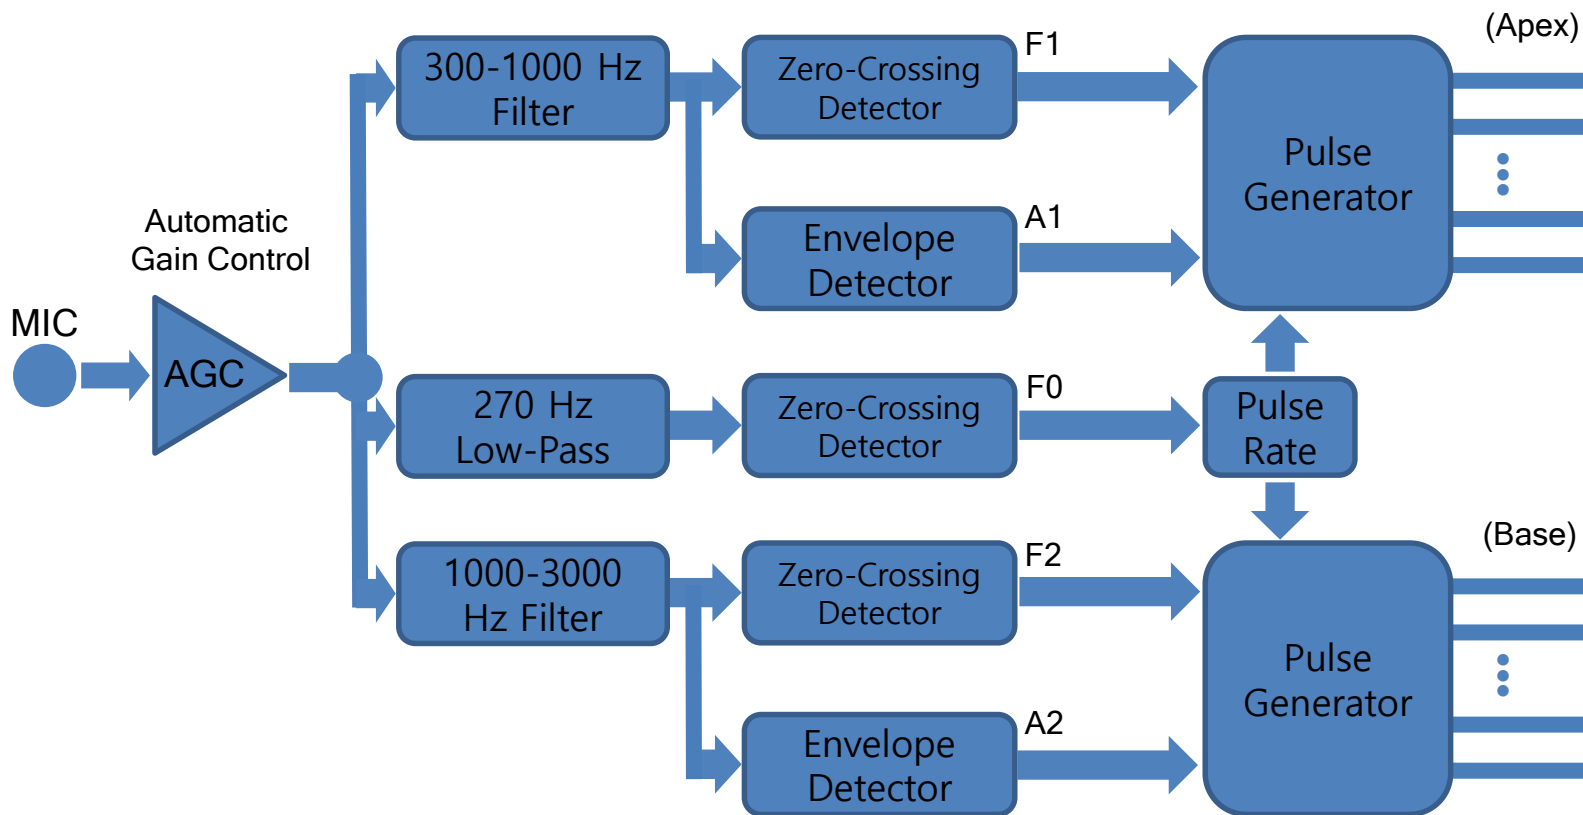 (Apex)
300-1000 Hz
Filter
Zero-Crossing
Detector
F1
Pulse
Generator
Automatic
Gain Control
Envelope
Detector
A1
MIC
AGC
270 Hz
Low-Pass
Zero-Crossing
Detector
F0
Pulse
Rate
(Base)
1000-3000
Hz Filter
Zero-Crossing
Detector
F2
Pulse
Generator
Envelope
Detector
A2